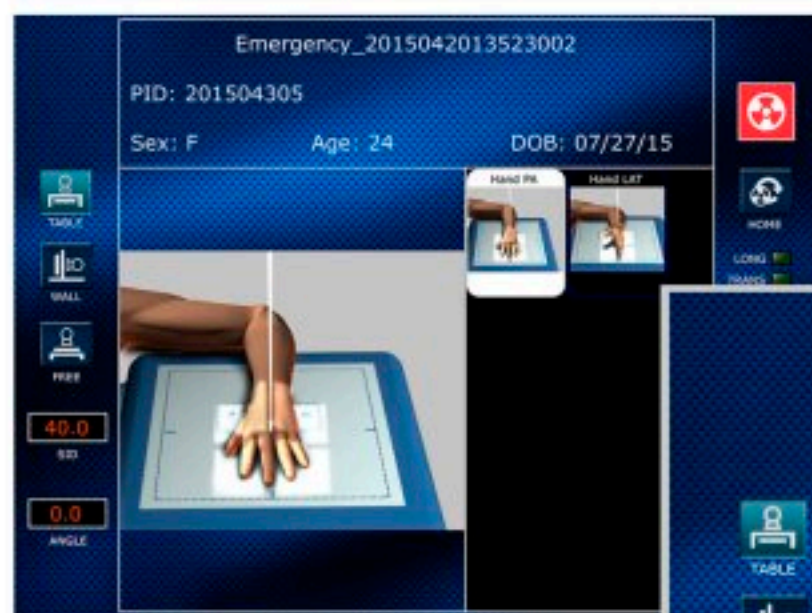 Emergency_2015042013523002
PID: 201504305
Sex: F Age: 24 DOB: 07/27/15
Hand PA Hand LAT
TABLE
WALL
FREE
40.0
SID
0.0
ANGLE
HOME
LONG
TRANS
TABLE